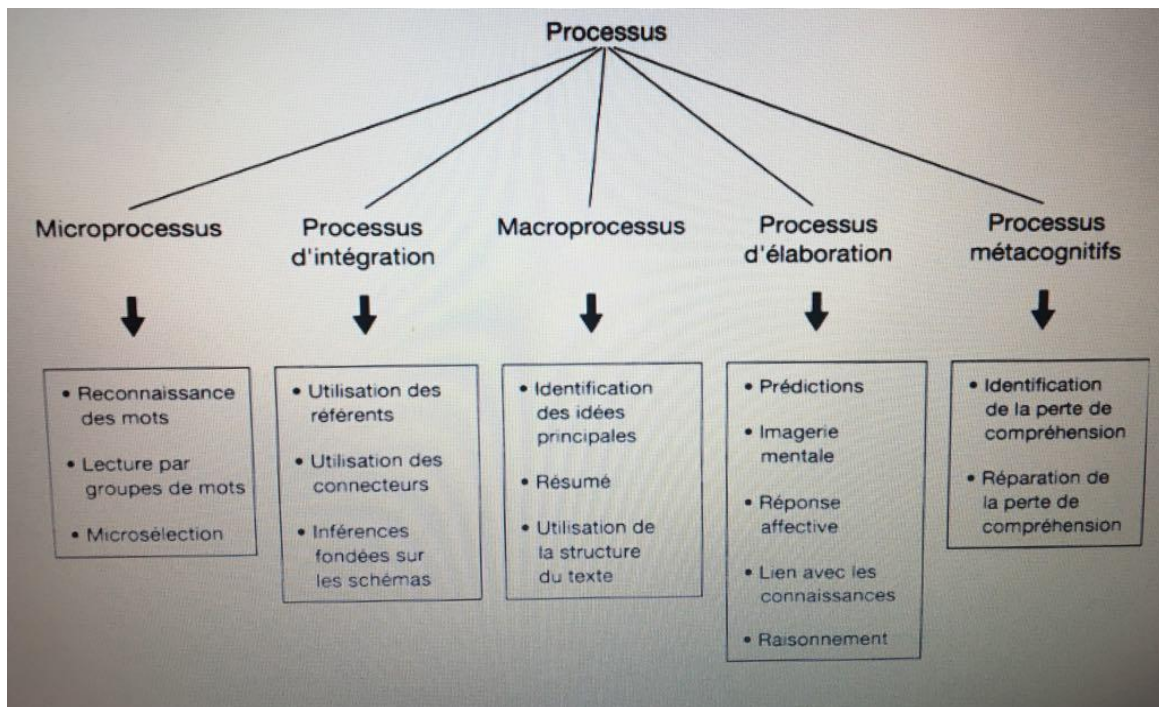 Processus
Microprocessus
Processus
d'intégration
Macroprocessus
Processus
d'élaboration
Processus
métacognitifs
• Reconnaissance
des mots
• Lecture par
groupes de mots
• Microsélection
• Utilisation des
référents
• Utilisation des
connecteurs
• Inférences
fondées sur
les schémas
• Identification
des idées
principales
• Résumé
• Utilisation de
la structure
du texte
• Prédictions
• Imagerie
mentale
• Réponse
affective
• Lien avec les
connaissances
• Raisonnement
• Identification
de la perte de
compréhension
• Réparation de
la perte de
compréhension